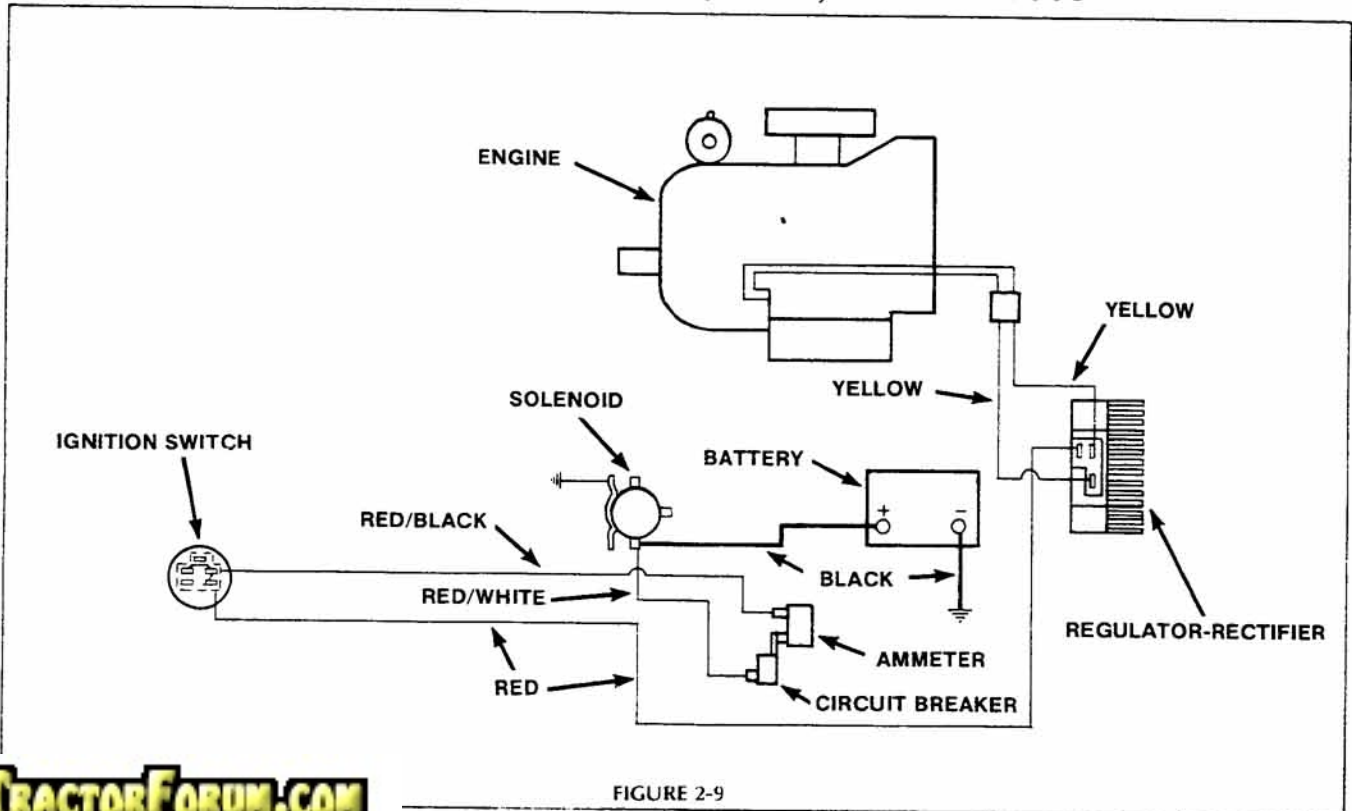 ENGINE
YELLOW
YELLOW
SOLENOID
IGNITION SWITCH
BATTERY
+ −
RED/BLACK
BLACK
RED/WHITE
REGULATOR-RECTIFIER
AMMETER
RED
CIRCUIT BREAKER
FIGURE 2-9
TRACTORFORUM.COM